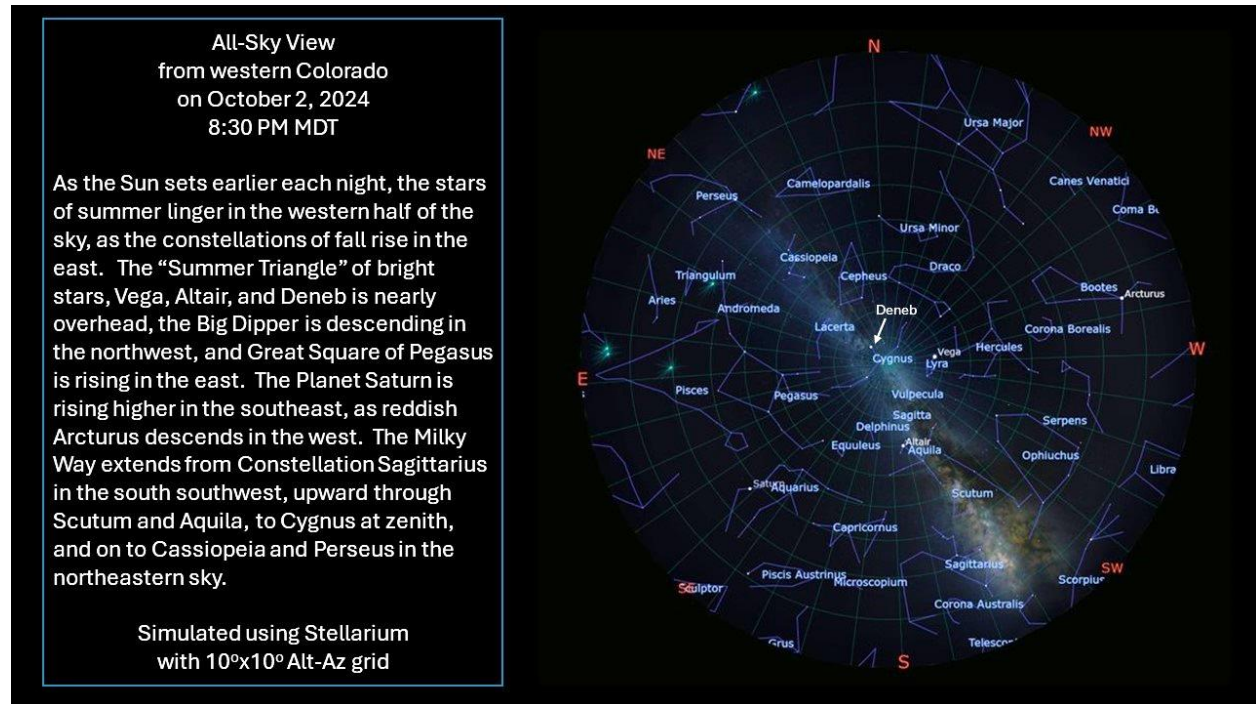 All-Sky View
from western Colorado
on October 2, 2024
8:30 PM MDT
As the Sun sets earlier each night, the stars
of summer linger in the western half of the
sky, as the constellations of fall rise in the
east. The “Summer Triangle” of bright
stars, Vega, Altair, and Deneb is nearly
overhead, the Big Dipper is descending in
the northwest, and Great Square of Pegasus
is rising in the east. The Planet Saturn is
rising higher in the southeast, as reddish
Arcturus descends in the west. The Milky
Way extends from Constellation Sagittarius
in the south southwest, upward through
Scutum and Aquila, to Cygnus at zenith,
and on to Cassiopeia and Perseus in the
northeastern sky.
Simulated using Stellarium
with 10ºx10º Alt-Az grid
N
Ursa Major
NW
NE
Canes Venatici
Camelopardalis
Perseus
Coma Be
Ursa Minor
Cassiopeia
Draco
Cepheus
Triangulum
Bootes
Arcturus
Aries
Andromeda
Deneb
Lacerta
Corona Borealis
Hercules
W
Cygnus
Vega
Lyra
E
Pisces
Pegasus
Vulpecula
Sagitta
Serpens
Delphinus
Altair
Equuleus
Aquila
Ophiuchus
Libra
Saturn
Aquarius
Scutum
Capricornus
Sagittarius
SW
Piscis Austrinus
Microscopium
Scorpius
SE
Sculptor
Corona Australis
Grus
Telescop
S